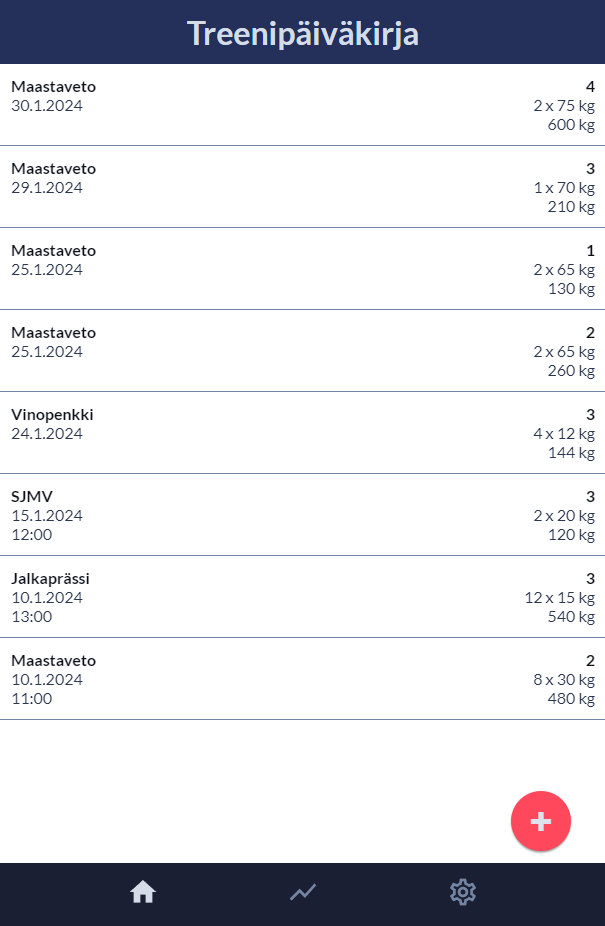 Treenipäiväkirja
Maastaveto 4
30.1.2024 2 x 75 kg
600 kg
Maastaveto 3
29.1.2024 1 x 70 kg
210 kg
Maastaveto 1
25.1.2024 2 x 65 kg
130 kg
Maastaveto 2
25.1.2024 2 x 65 kg
260 kg
Vinopenkki 3
24.1.2024 4 x 12 kg
144 kg
SJMV 3
15.1.2024 2 x 20 kg
12:00 120 kg
Jalkaprässi 3
10.1.2024 12 x 15 kg
13:00 540 kg
Maastaveto 2
10.1.2024 8 x 30 kg
11:00 480 kg